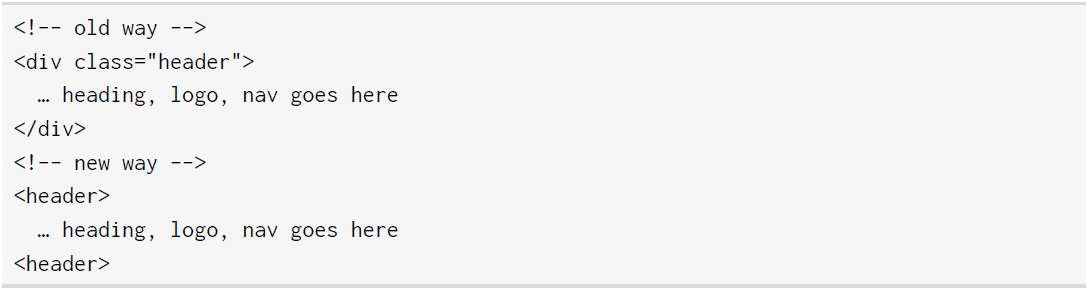 <!-- old way -->
<div class="header">
  … heading, logo, nav goes here
</div>
<!-- new way -->
<header>
  … heading, logo, nav goes here
<header>